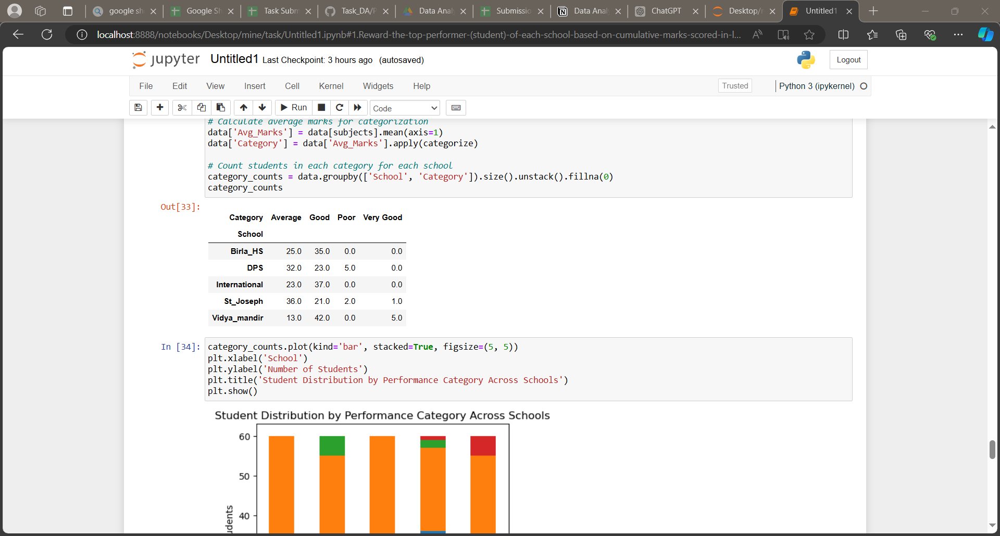 google sh
Google Sh
Task Subm
Task_DA/P
Data Anal
Submissio
Data Anal
ChatGPT
Desktop/
Untitled1
localhost:8888/notebooks/Desktop/mine/task/Untitled1.ipynb#1.Reward-the-top-performer-(student)-of-each-school-based-on-cumulative-marks-scored-in-l...
jupyter Untitled1 Last Checkpoint: 3 hours ago (autosaved)
Logout
File Edit View Insert Cell Kernel Widgets Help
Trusted
Python 3 (ipykernel)
Run
Code
# Calculate average marks for categorization
data['Avg_Marks'] = data[subjects].mean(axis=1)
data['Category'] = data['Avg_Marks'].apply(categorize)
# Count students in each category for each school
category_counts = data.groupby(['School', 'Category']).size().unstack().fillna(0)
category_counts
Out[33]:
Category Average Good Poor Very Good
School
Birla_HS 25.0 35.0 0.0 0.0
DPS 32.0 23.0 5.0 0.0
International 23.0 37.0 0.0 0.0
St_Joseph 36.0 21.0 2.0 1.0
Vidya_mandir 13.0 42.0 0.0 5.0
In [34]:
category_counts.plot(kind='bar', stacked=True, figsize=(5, 5))
plt.xlabel('School')
plt.ylabel('Number of Students')
plt.title('Student Distribution by Performance Category Across Schools')
plt.show()
Student Distribution by Performance Category Across Schools
60
50
40
udents